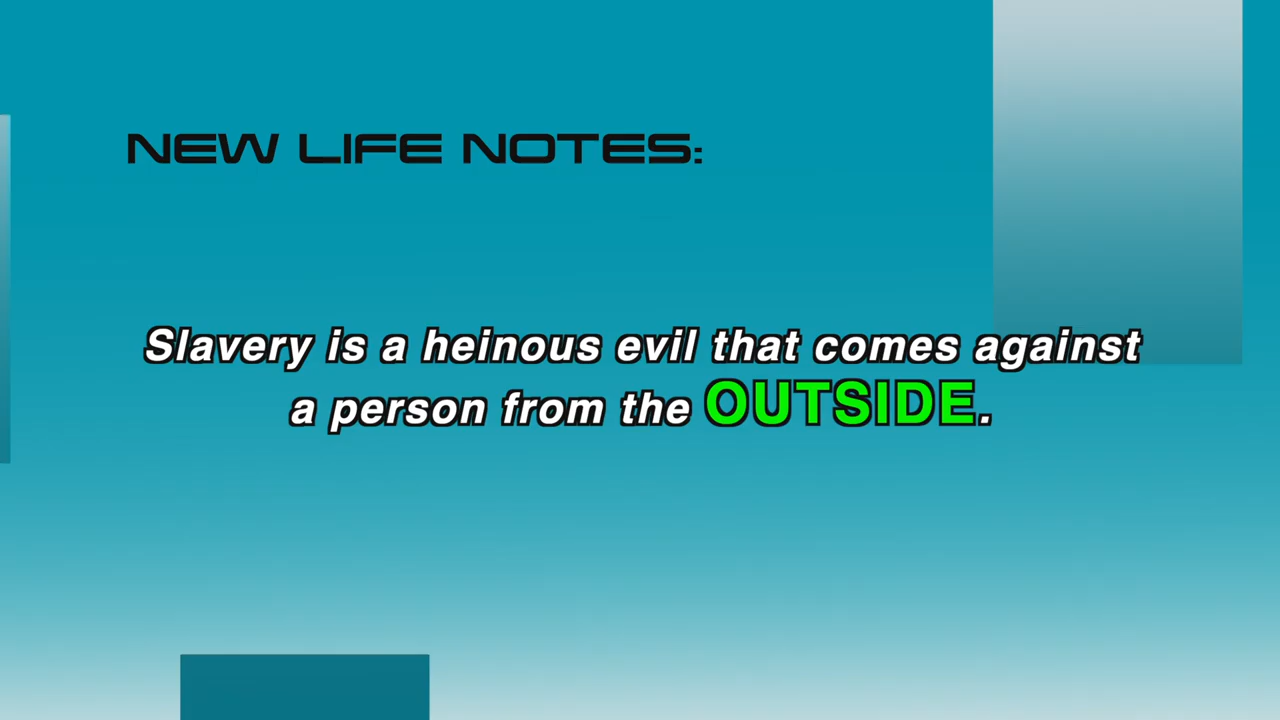 NEW LIFE NOTES:
Slavery is a heinous evil that comes against
a person from the OUTSIDE.